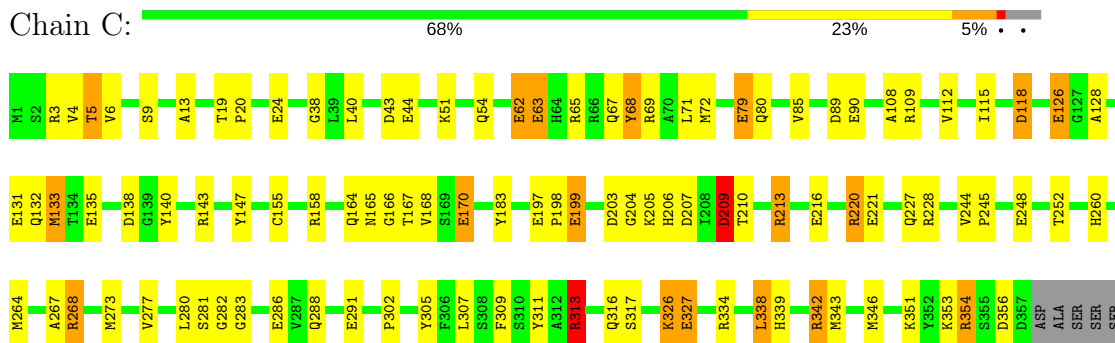 Chain C:
68% 23% 5% • •
M1 S2 R3 V4 T5 V6 S9 A13 T19 P20 E24 G38 L39 L40 D43 E44 K51 Q54 E62 E63 H64 R65 R66 Q67 Y68 R69 A70 L71 M72 E79 Q80 V85 D89 E90 A108 R109 V112 I115 D118 E126 G127 A128
E131 Q132 M133 T134 E135 D138 G139 Y140 R143 Y147 C155 R158 Q164 N165 G166 T167 V168 S169 E170 Y183 E197 P198 E199 D203 G204 K205 H206 D207 I208 D209 T210 R213 E216 R220 E221 Q227 R228 V244 P245 E248 T252 H260
M264 A267 R268 M273 V277 L280 S281 G282 G283 E286 V287 Q288 E291 P302 Y305 F306 L307 S308 F309 S310 Y311 A312 R313 Q316 S317 K326 E327 R334 L338 H339 R342 M343 M346 K351 Y352 K353 R354 S355 D356 D357 ASP ALA SER SER SER